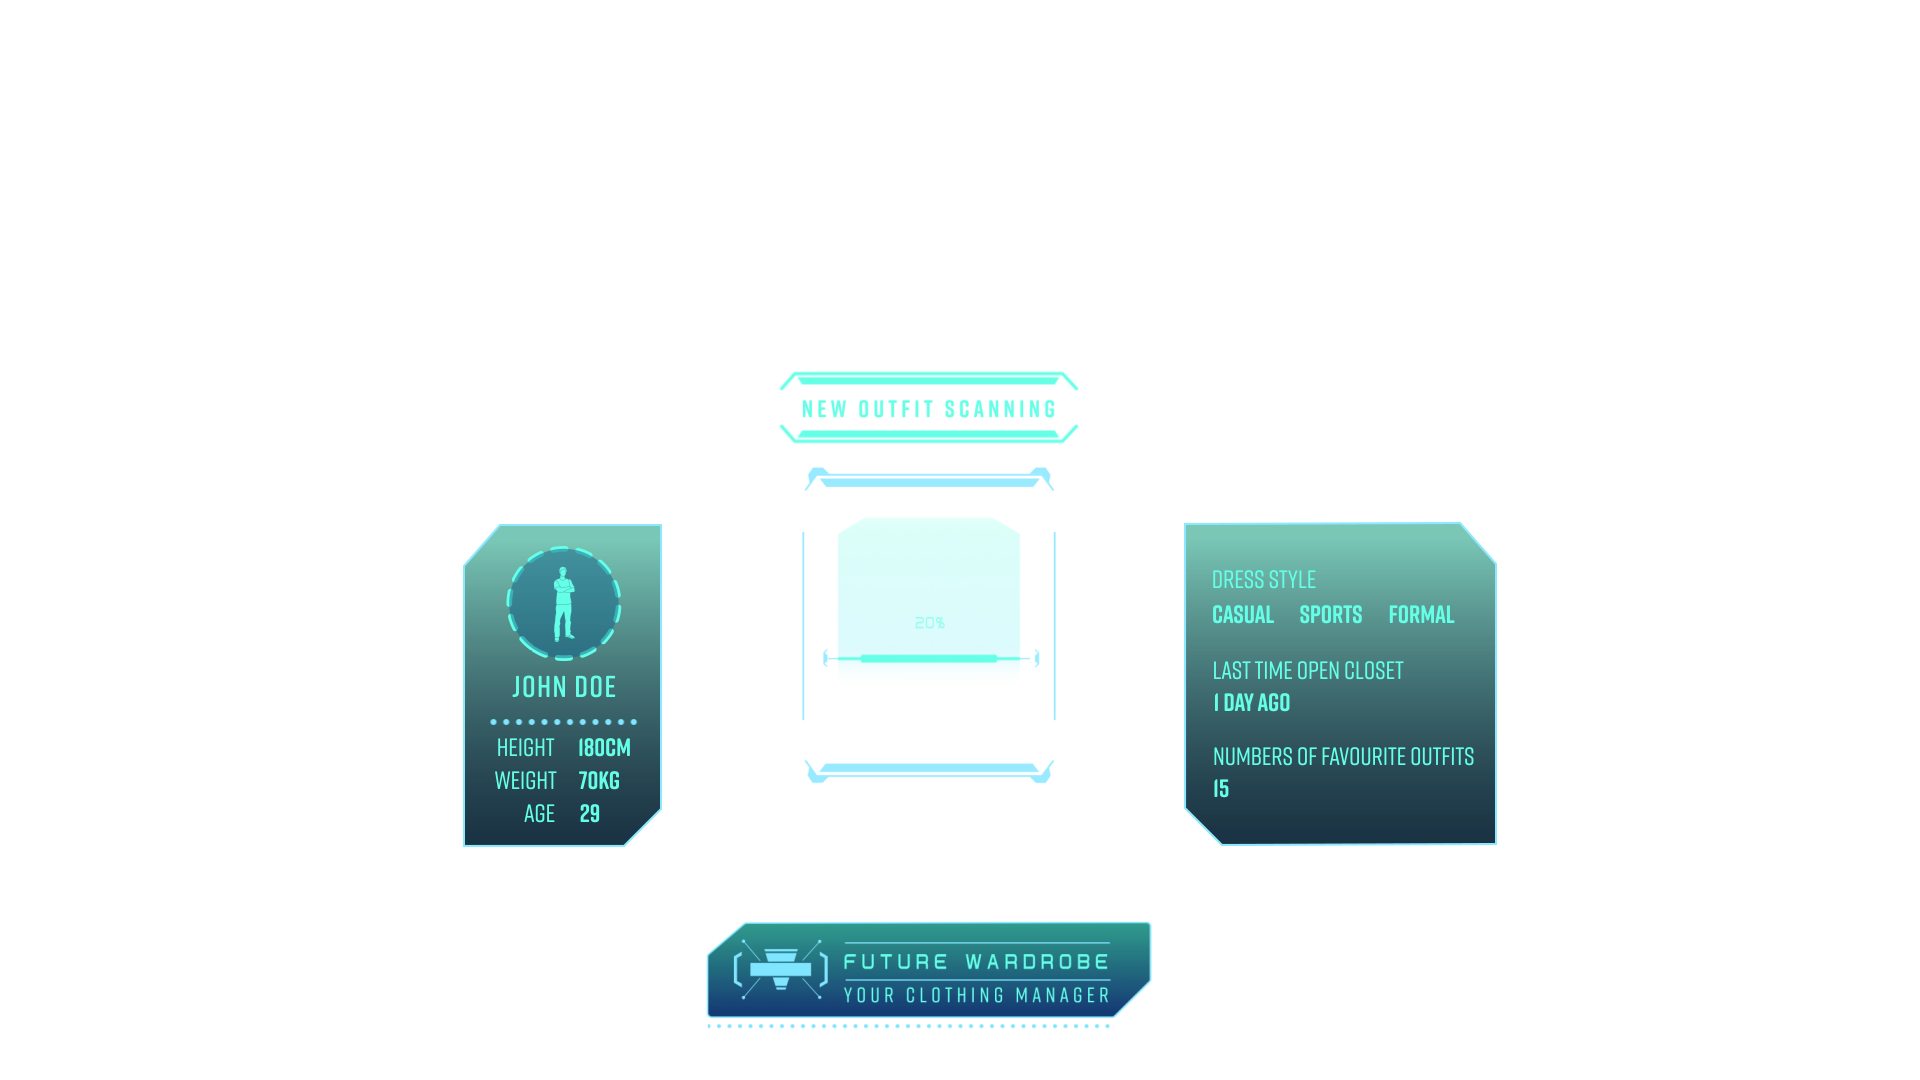 NEW OUTFIT SCANNING
20%
JOHN DOE
HEIGHT 180CM
WEIGHT 70KG
AGE 29
DRESS STYLE
CASUAL SPORTS FORMAL
LAST TIME OPEN CLOSET
1 DAY AGO
NUMBERS OF FAVOURITE OUTFITS
15
FUTURE WARDROBE
YOUR CLOTHING MANAGER